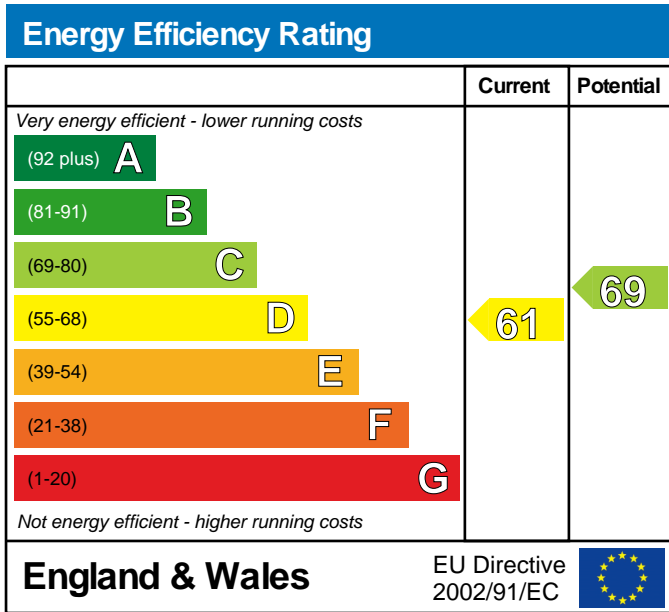 Energy Efficiency Rating
Current Potential
Very energy efficient - lower running costs
(92 plus) A
(81-91) B
(69-80) C
(55-68) D
(39-54) E
(21-38) F
(1-20) G
61
69
Not energy efficient - higher running costs
England & Wales
EU Directive
2002/91/EC